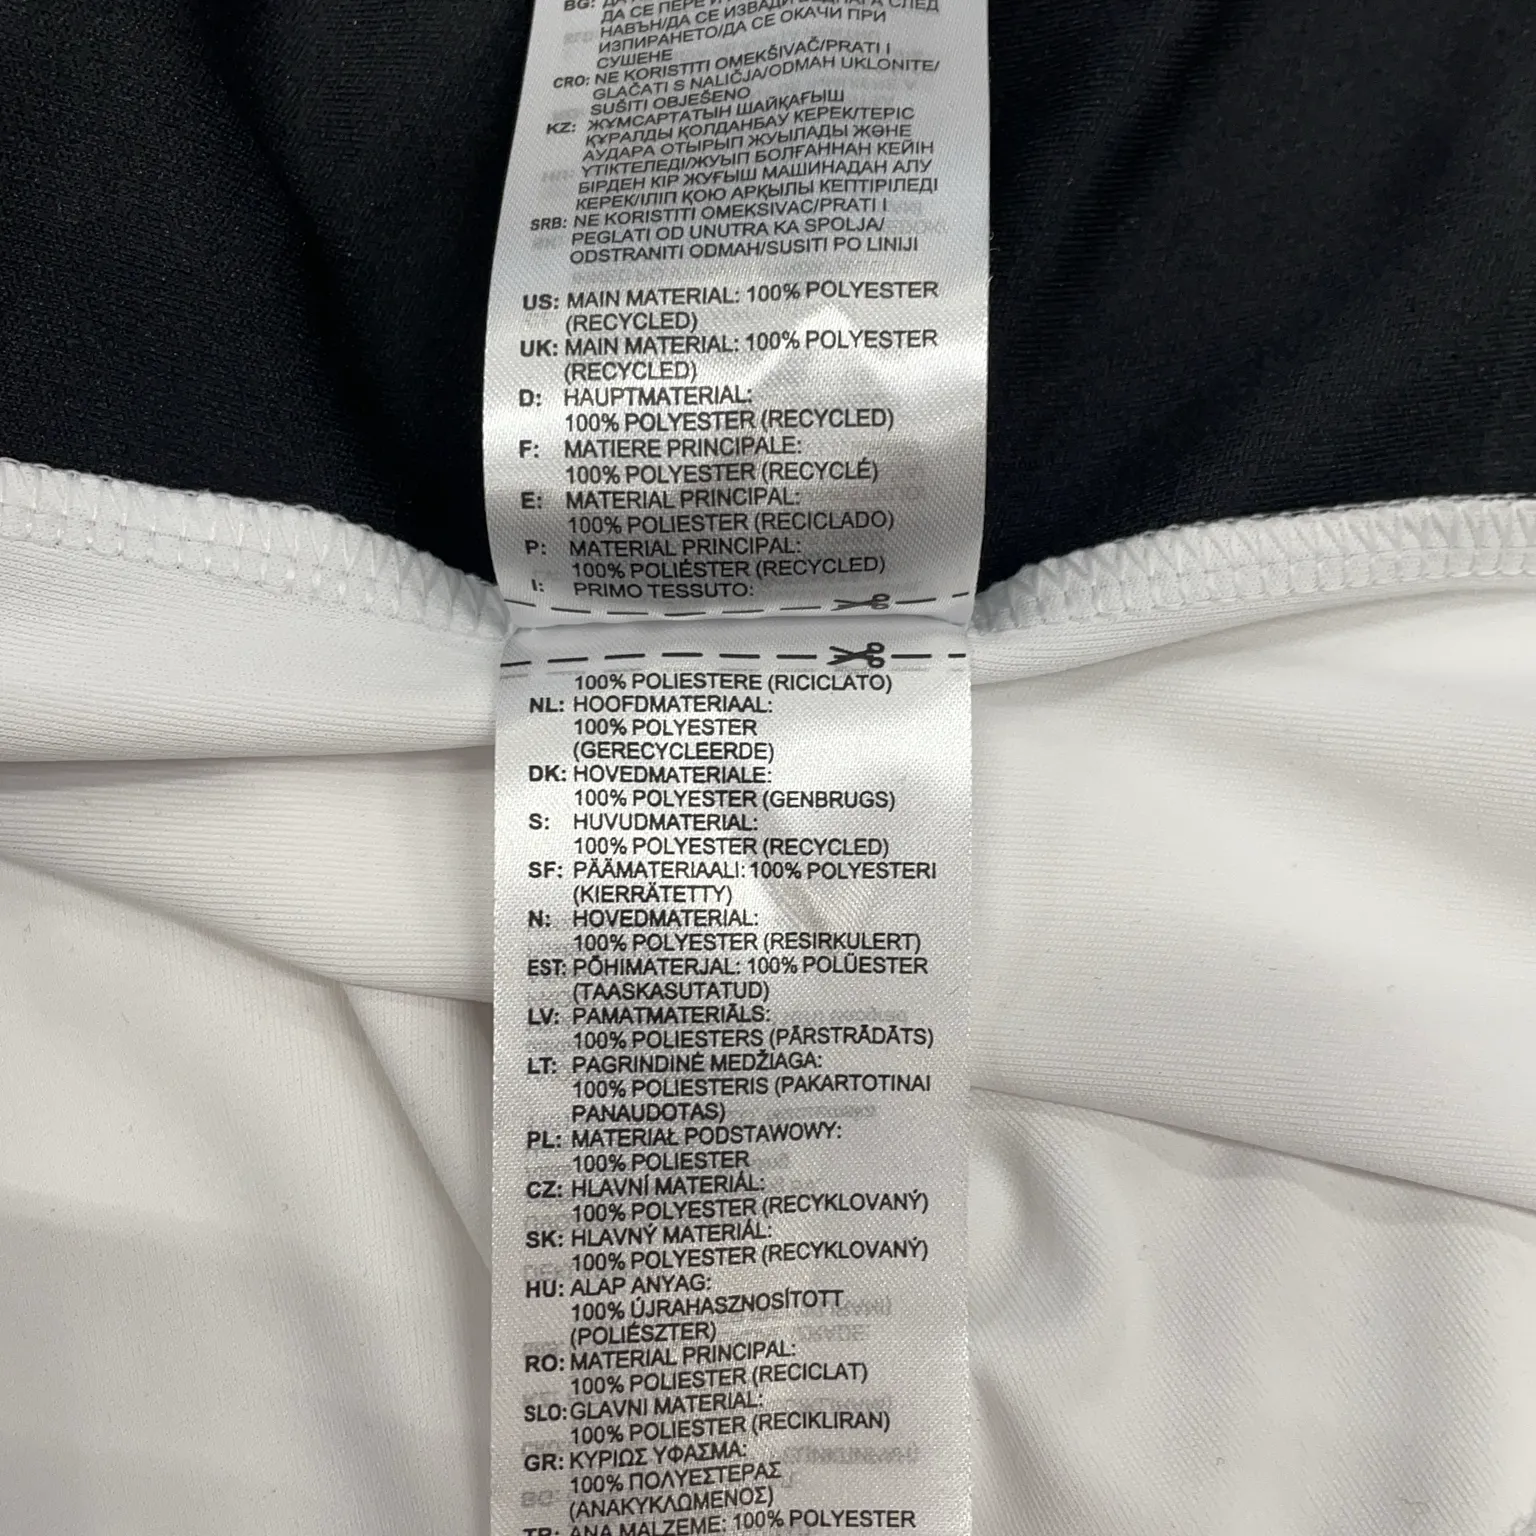 BG:
ДА СЕ ПЕРЕ И
НАВЪН/ДА СЕ ИЗВАДИ ВЕДНАГА СЛЕД
ИЗПИРАНЕТО/ДА СЕ ОКАЧИ ПРИ
СУШЕНЕ
CRO: NE KORISTITI OMEKŠIVAČ/PRATI I
GLAČATI S NALIČJA/ODMAH UKLONITE/
SUŠITI OBJEŠENO
KZ: ЖҰМСАРТАТЫН ШАЙҚАҒЫШ
ҚҰРАЛДЫ ҚОЛДАНБАУ КЕРЕК/ТЕРІС
АУДАРА ОТЫРЫП ЖУЫЛАДЫ ЖӘНЕ
ҮТІКТЕЛЕДІ/ЖУЫП БОЛҒАННАН КЕЙІН
БІРДЕН КІР ЖУҒЫШ МАШИНАДАН АЛУ
КЕРЕК/ІЛІП ҚОЮ АРҚЫЛЫ КЕПТІРІЛЕДІ
SRB: NE KORISTITI OMEKSIVAC/PRATI I
PEGLATI OD UNUTRA KA SPOLJA/
ODSTRANITI ODMAH/SUSITI PO LINIJI
US: MAIN MATERIAL: 100% POLYESTER
(RECYCLED)
UK: MAIN MATERIAL: 100% POLYESTER
(RECYCLED)
D: HAUPTMATERIAL:
100% POLYESTER (RECYCLED)
F: MATIERE PRINCIPALE:
100% POLYESTER (RECYCLÉ)
E: MATERIAL PRINCIPAL:
100% POLIESTER (RECICLADO)
P: MATERIAL PRINCIPAL:
100% POLIÉSTER (RECYCLED)
I: PRIMO TESSUTO:
100% POLIESTERE (RICICLATO)
NL: HOOFDMATERIAAL:
100% POLYESTER
(GERECYCLEERDE)
DK: HOVEDMATERIALE:
100% POLYESTER (GENBRUGS)
S: HUVUDMATERIAL:
100% POLYESTER (RECYCLED)
SF: PÄÄMATERIAALI: 100% POLYESTERI
(KIERRÄTETTY)
N: HOVEDMATERIAL:
100% POLYESTER (RESIRKULERT)
EST: PÕHIMATERJAL: 100% POLÜESTER
(TAASKASUTATUD)
LV: PAMATMATERIĀLS:
100% POLIESTERS (PĀRSTRĀDĀTS)
LT: PAGRINDINĖ MEDŽIAGA:
100% POLIESTERIS (PAKARTOTINAI
PANAUDOTAS)
PL: MATERIAŁ PODSTAWOWY:
100% POLIESTER
CZ: HLAVNÍ MATERIÁL:
100% POLYESTER (RECYKLOVANÝ)
SK: HLAVNÝ MATERIÁL:
100% POLYESTER (RECYKLOVANÝ)
HU: ALAP ANYAG:
100% ÚJRAHASZNOSÍTOTT
(POLIÉSZTER)
RO: MATERIAL PRINCIPAL:
100% POLIESTER (RECICLAT)
SLO: GLAVNI MATERIAL:
100% POLIESTER (RECIKLIRAN)
GR: ΚΥΡΙΩΣ ΥΦΑΣΜΑ:
100% ΠΟΛΥΕΣΤΕΡΑΣ
(ΑΝΑΚΥΚΛΩΜΕΝΟΣ)
TR: ANA MALZEME: 100% POLYESTER